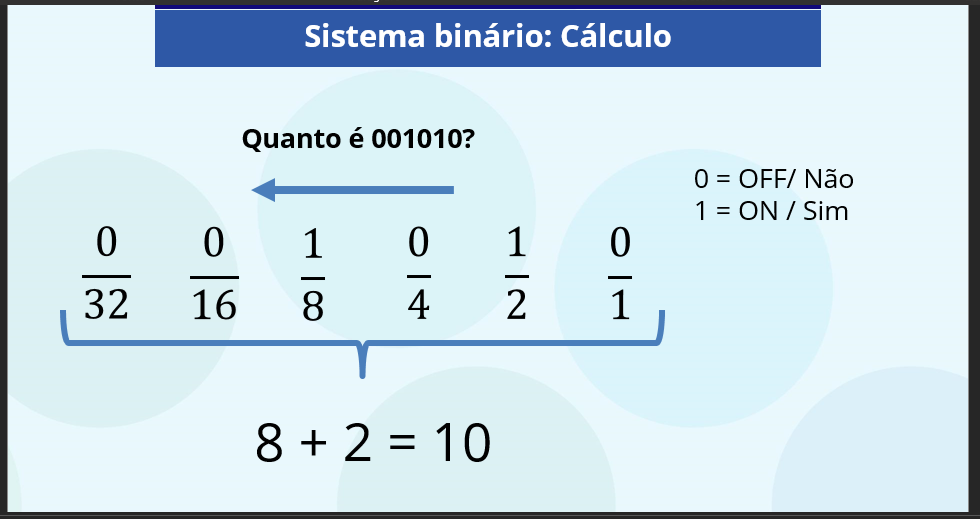 Sistema binário: Cálculo
Quanto é 001010?
0 = OFF/ Não
1 = ON / Sim
0 0 1 0 1 0
32 16 8 4 2 1
8 + 2 = 10